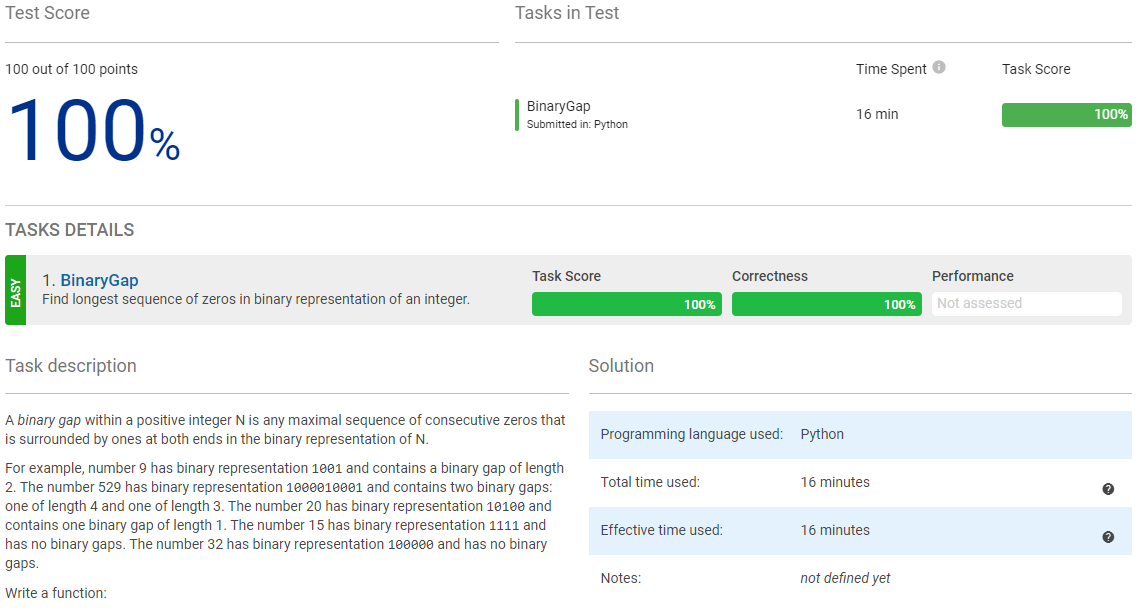 Test Score
Tasks in Test
100 out of 100 points
Time Spent
Task Score
100%
BinaryGap
Submitted in: Python
16 min
100%
TASKS DETAILS
EASY
1. BinaryGap
Find longest sequence of zeros in binary representation of an integer.
Task Score
Correctness
Performance
100%
100%
Not assessed
Task description
A binary gap within a positive integer N is any maximal sequence of consecutive zeros that
is surrounded by ones at both ends in the binary representation of N.
For example, number 9 has binary representation 1001 and contains a binary gap of length
2. The number 529 has binary representation 1000010001 and contains two binary gaps:
one of length 4 and one of length 3. The number 20 has binary representation 10100 and
contains one binary gap of length 1. The number 15 has binary representation 1111 and
has no binary gaps. The number 32 has binary representation 100000 and has no binary
gaps.
Write a function:
Solution
Programming language used: Python
Total time used: 16 minutes
Effective time used: 16 minutes
Notes: not defined yet